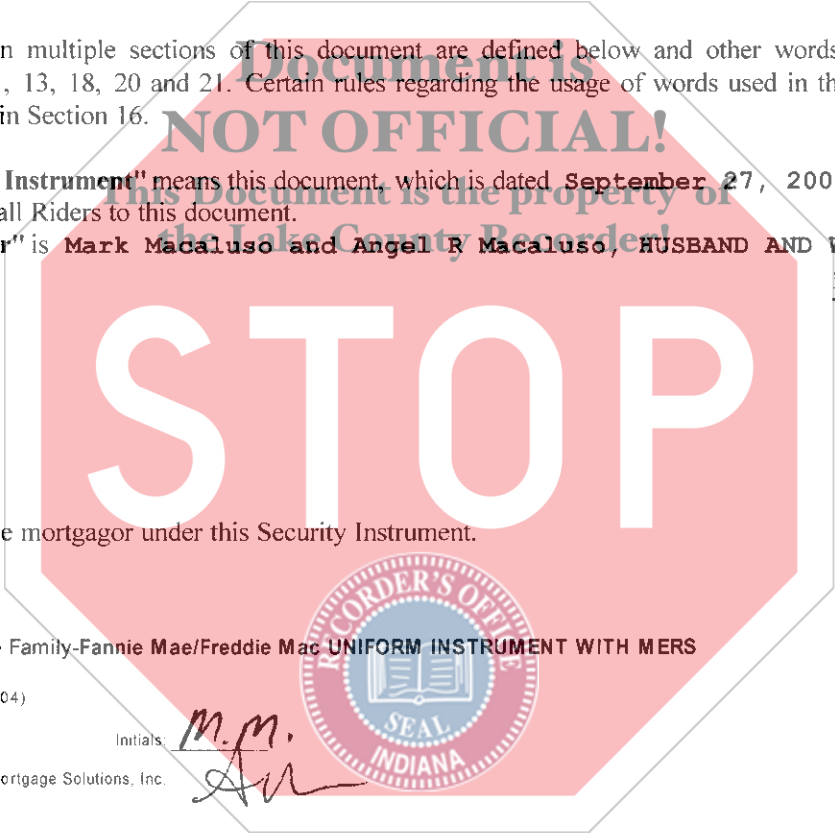 n multiple sections of this document are defined below and other words
Document is
, 13, 18, 20 and 21. Certain rules regarding the usage of words used in th
in Section 16.
NOT OFFICIAL!
Instrument" means this document, which is dated September 27, 200
This Document is the property of
all Riders to this document.
r" is Mark Macaluso and Angel R Macaluso, HUSBAND AND
the Lake County Recorder!
STOP
e mortgagor under this Security Instrument.
RECORDER'S OFFICE
Family-Fannie Mae/Freddie Mac UNIFORM INSTRUMENT WITH MERS
04)
SEAL
Initials: M.M.
INDIANA
ortgage Solutions, Inc.